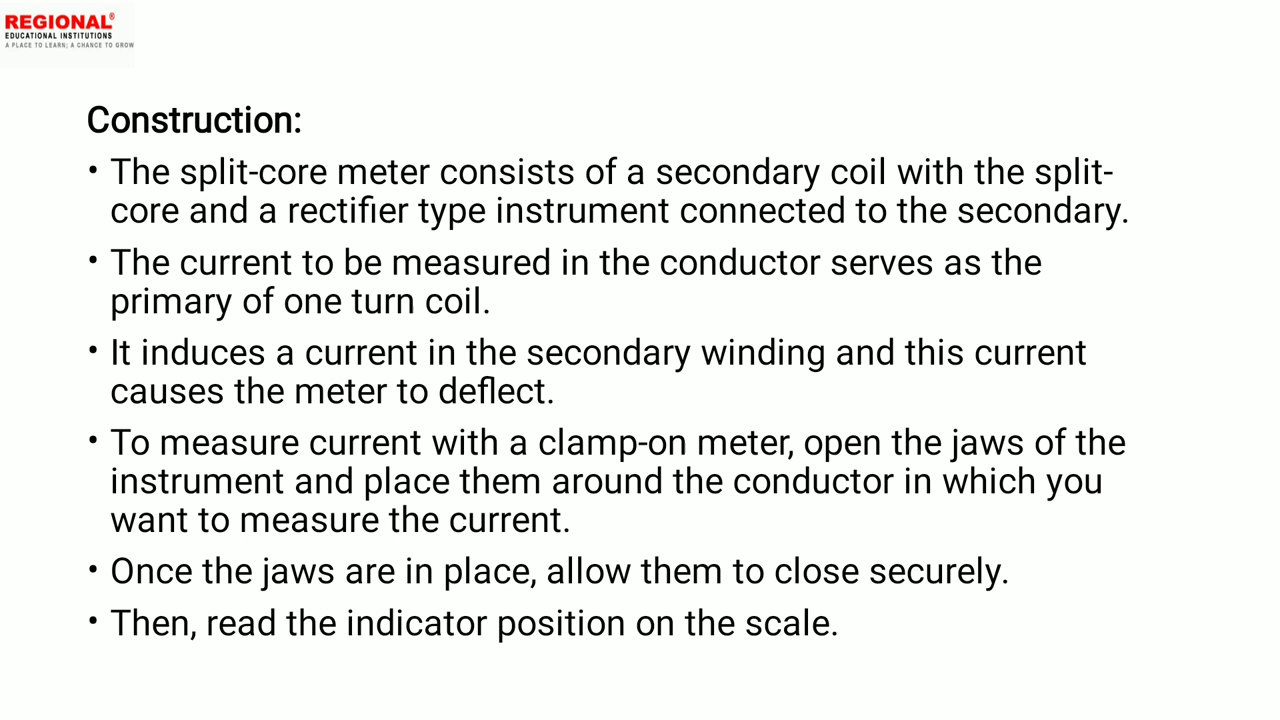 REGIONAL®
EDUCATIONAL INSTITUTIONS
A PLACE TO LEARN; A CHANCE TO GROW
Construction:
• The split-core meter consists of a secondary coil with the split-
core and a rectifier type instrument connected to the secondary.
• The current to be measured in the conductor serves as the
primary of one turn coil.
• It induces a current in the secondary winding and this current
causes the meter to deflect.
• To measure current with a clamp-on meter, open the jaws of the
instrument and place them around the conductor in which you
want to measure the current.
• Once the jaws are in place, allow them to close securely.
• Then, read the indicator position on the scale.